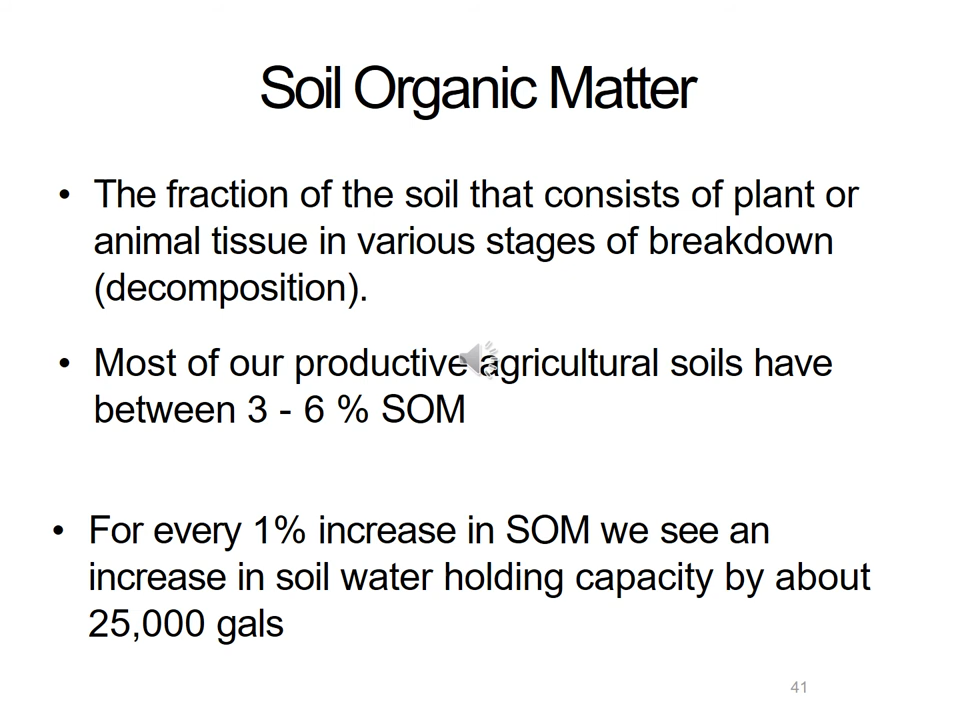 Soil Organic Matter
• The fraction of the soil that consists of plant or
animal tissue in various stages of breakdown
(decomposition).
• Most of our productive agricultural soils have
between 3 - 6 % SOM
• For every 1% increase in SOM we see an
increase in soil water holding capacity by about
25,000 gals
41